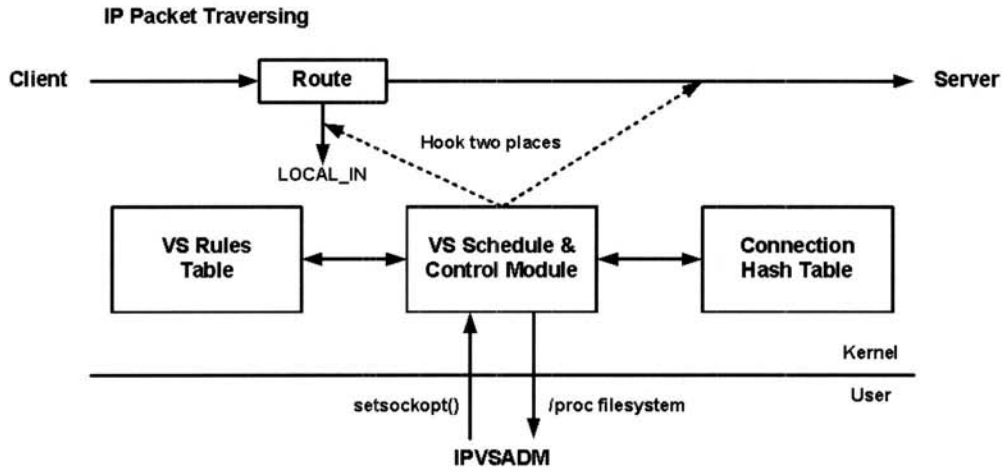 IP Packet Traversing
Client
Route
Server
Hook two places
LOCAL_IN
VS Rules
Table
VS Schedule &
Control Module
Connection
Hash Table
Kernel
User
setsockopt()
/proc filesystem
IPVSADM